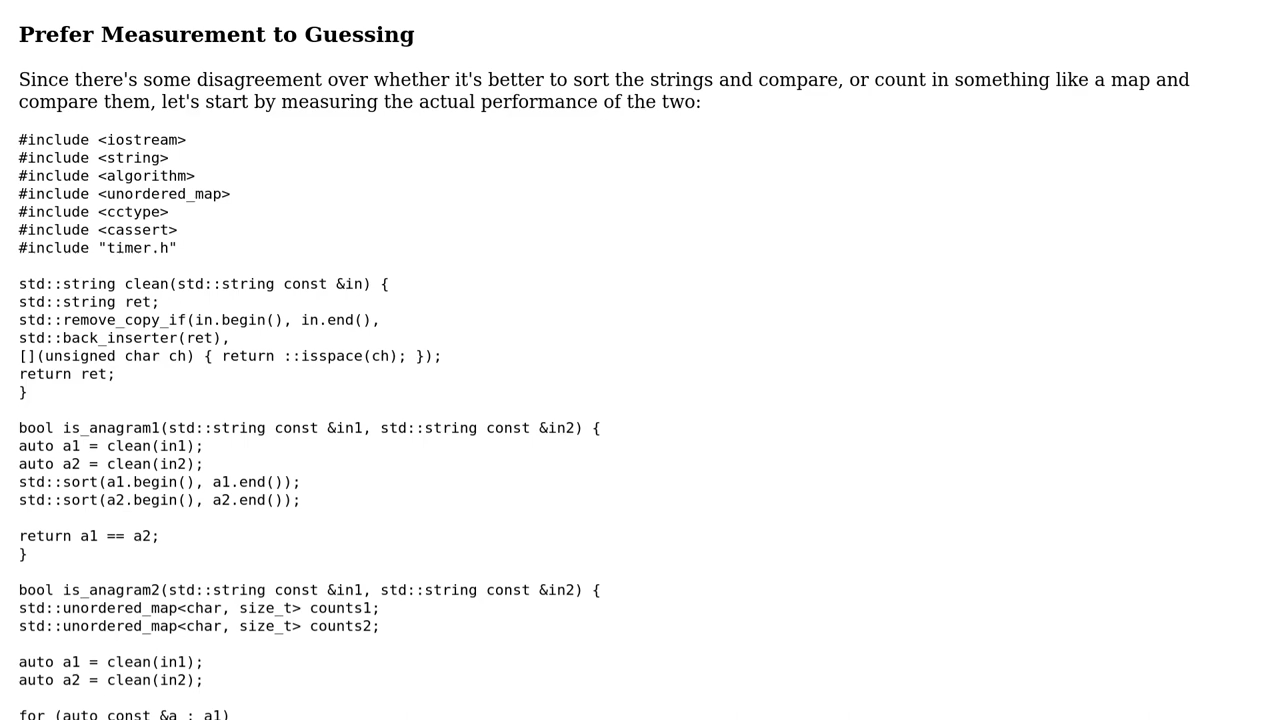 Prefer Measurement to Guessing
Since there's some disagreement over whether it's better to sort the strings and compare, or count in something like a map and
compare them, let's start by measuring the actual performance of the two:
#include <iostream>
#include <string>
#include <algorithm>
#include <unordered_map>
#include <cctype>
#include <cassert>
#include "timer.h"
std::string clean(std::string const &in) {
std::string ret;
std::remove_copy_if(in.begin(), in.end(),
std::back_inserter(ret),
[](unsigned char ch) { return ::isspace(ch); });
return ret;
}
bool is_anagram1(std::string const &in1, std::string const &in2) {
auto a1 = clean(in1);
auto a2 = clean(in2);
std::sort(a1.begin(), a1.end());
std::sort(a2.begin(), a2.end());
return a1 == a2;
}
bool is_anagram2(std::string const &in1, std::string const &in2) {
std::unordered_map<char, size_t> counts1;
std::unordered_map<char, size_t> counts2;
auto a1 = clean(in1);
auto a2 = clean(in2);
for (auto const &a : a1)